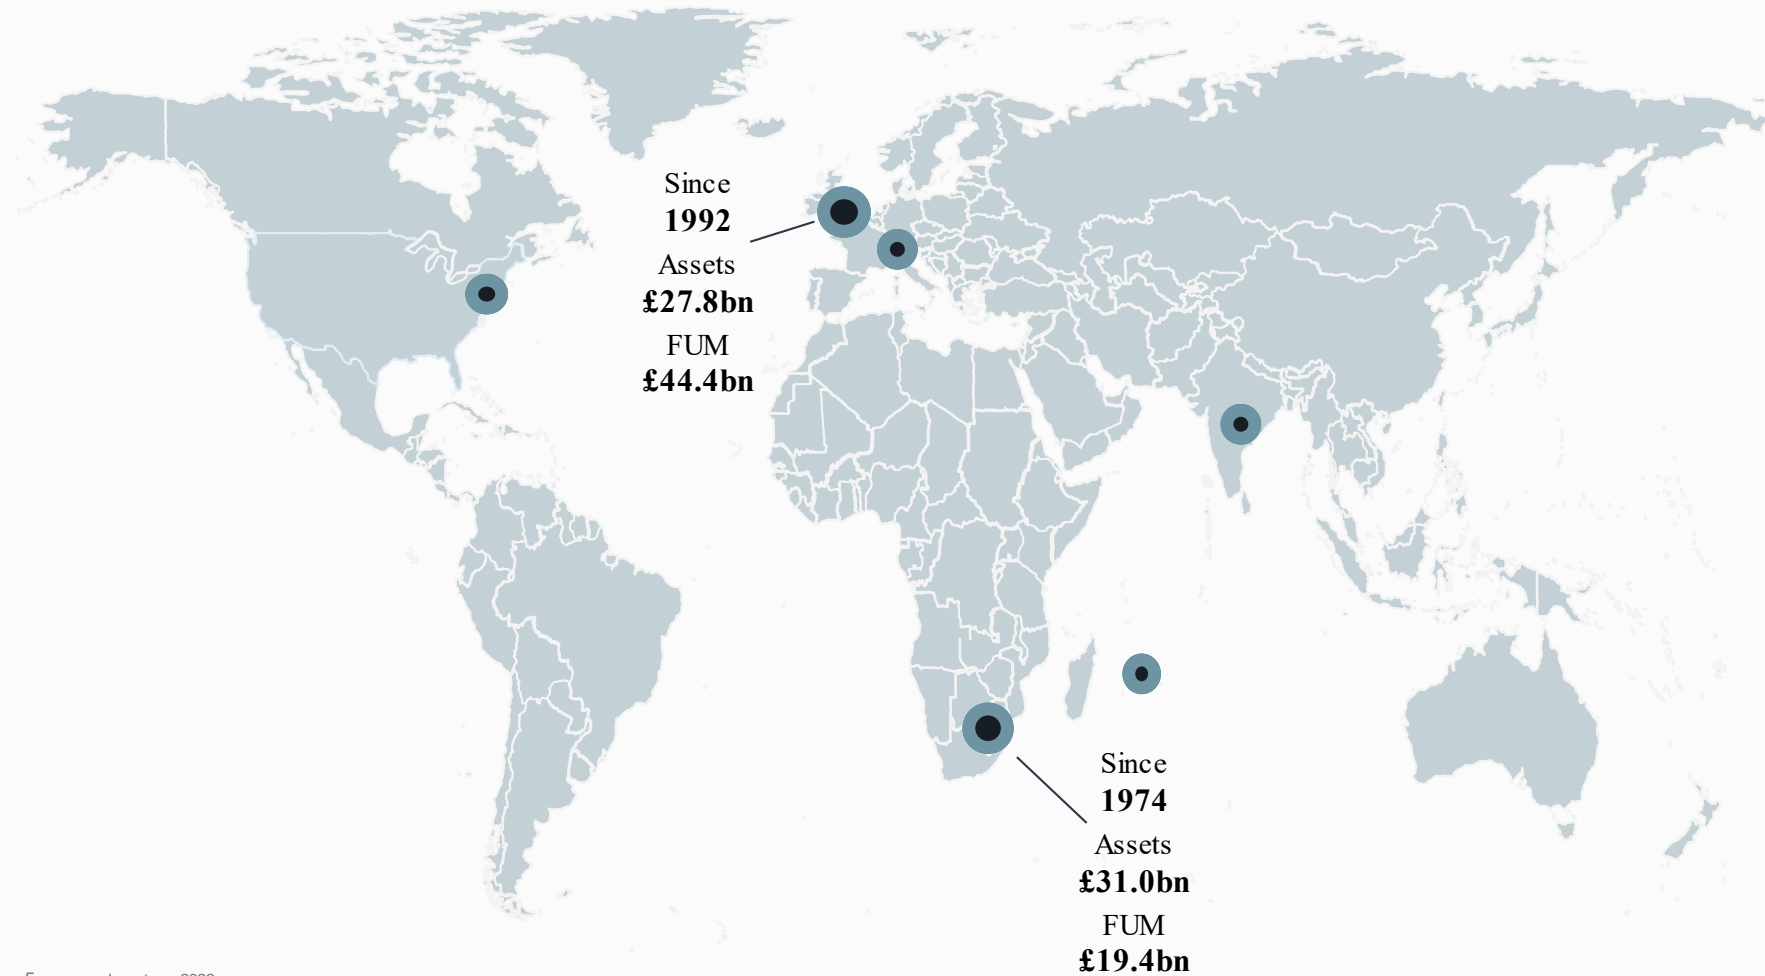 Since
1992
Assets
£27.8bn
FUM
£44.4bn
Since
1974
Assets
£31.0bn
FUM
£19.4bn